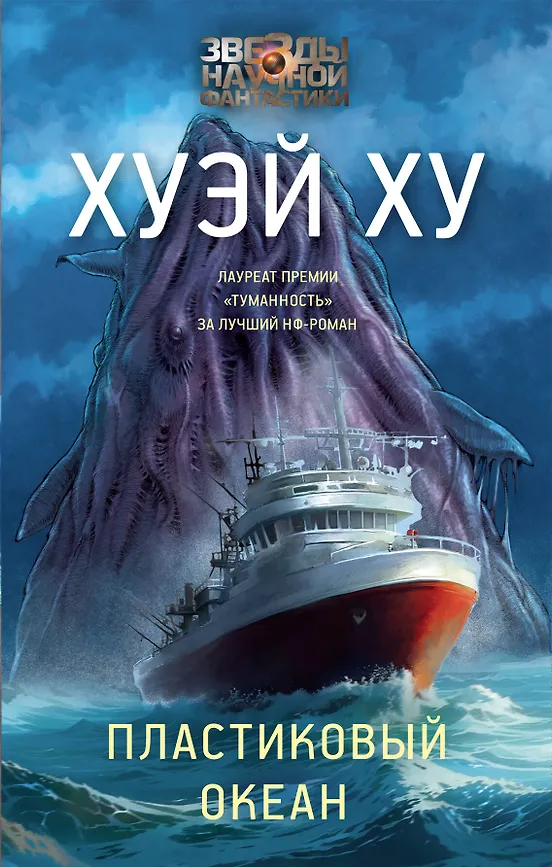 ЗВЕЗДЫ
НАУЧНОЙ
ФАНТАСТИКИ
ХУЭЙ ХУ
ЛАУРЕАТ ПРЕМИИ
«ТУМАННОСТЬ»
ЗА ЛУЧШИЙ НФ-РОМАН
ПЛАСТИКОВЫЙ
ОКЕАН